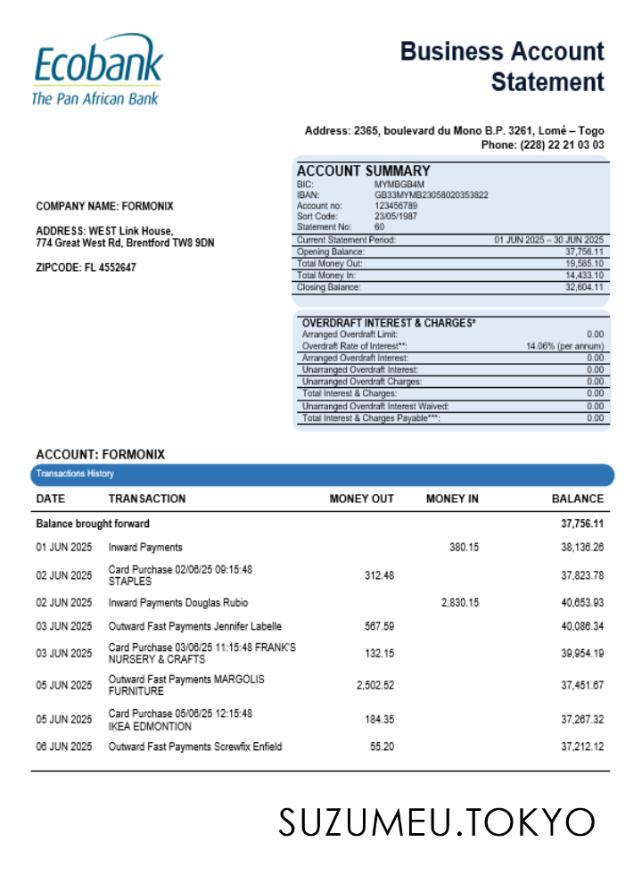 Ecobank
The Pan African Bank
Business Account
Statement
Address: 2365, boulevard du Mono B.P. 3261, Lomé – Togo
Phone: (228) 22 21 03 03
COMPANY NAME: FORMONIX
ADDRESS: WEST Link House,
774 Great West Rd, Brentford TW8 9DN
ZIPCODE: FL 4552647
ACCOUNT SUMMARY
BIC: MYMBGB4M
IBAN: GB33MYMB23058020353822
Account no: 123456789
Sort Code: 23/05/1987
Statement No: 60
Current Statement Period: 01 JUN 2025 – 30 JUN 2025
Opening Balance: 37,756.11
Total Money Out: 19,585.10
Total Money In: 14,433.10
Closing Balance: 32,604.11
OVERDRAFT INTEREST & CHARGES*
Arranged Overdraft Limit: 0.00
Overdraft Rate of Interest**: 14.06% (per annum)
Arranged Overdraft Interest: 0.00
Unarranged Overdraft Interest: 0.00
Unarranged Overdraft Charges: 0.00
Total Interest & Charges: 0.00
Unarranged Overdraft Interest Waived: 0.00
Total Interest & Charges Payable***: 0.00
ACCOUNT: FORMONIX
Transactions History
DATE TRANSACTION MONEY OUT MONEY IN BALANCE
Balance brought forward 37,756.11
01 JUN 2025 Inward Payments 380.15 38,136.26
02 JUN 2025 Card Purchase 02/06/25 09:15:48 312.48 37,823.78
STAPLES
02 JUN 2025 Inward Payments Douglas Rubio 2,830.15 40,653.93
03 JUN 2025 Outward Fast Payments Jennifer Labelle 567.59 40,086.34
03 JUN 2025 Card Purchase 03/06/25 11:15:48 FRANK'S 132.15 39,954.19
NURSERY & CRAFTS
05 JUN 2025 Outward Fast Payments MARGOLIS 2,502.52 37,451.67
FURNITURE
05 JUN 2025 Card Purchase 05/06/25 12:15:48 184.35 37,267.32
IKEA EDMONTION
06 JUN 2025 Outward Fast Payments Screwfix Enfield 55.20 37,212.12
SUZUMEU.TOKYO